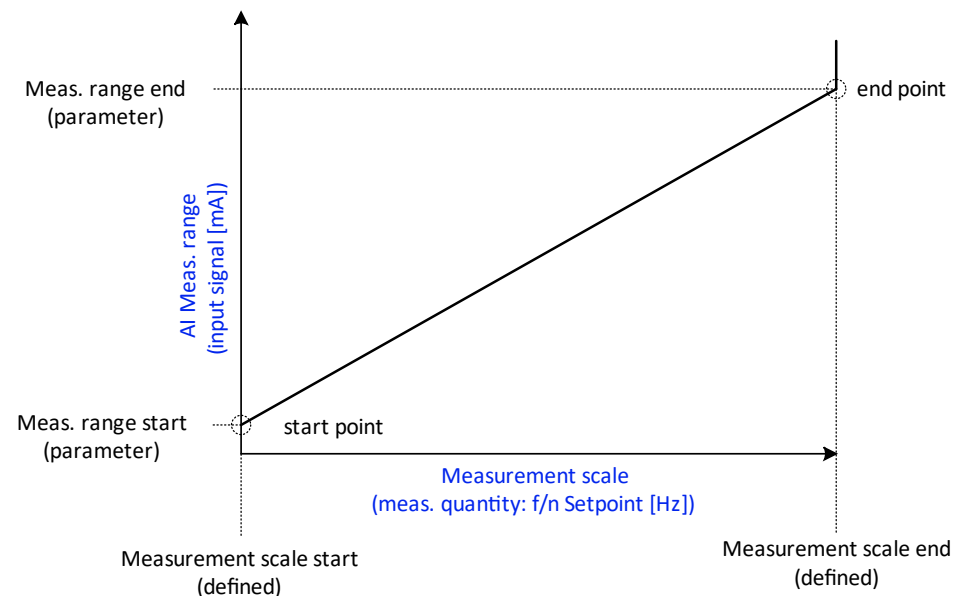 Meas. range end
(parameter)
end point
AI Meas. range
(input signal [mA])
Meas. range start
(parameter)
start point
Measurement scale
(meas. quantity: f/n Setpoint [Hz])
Measurement scale start
(defined)
Measurement scale end
(defined)